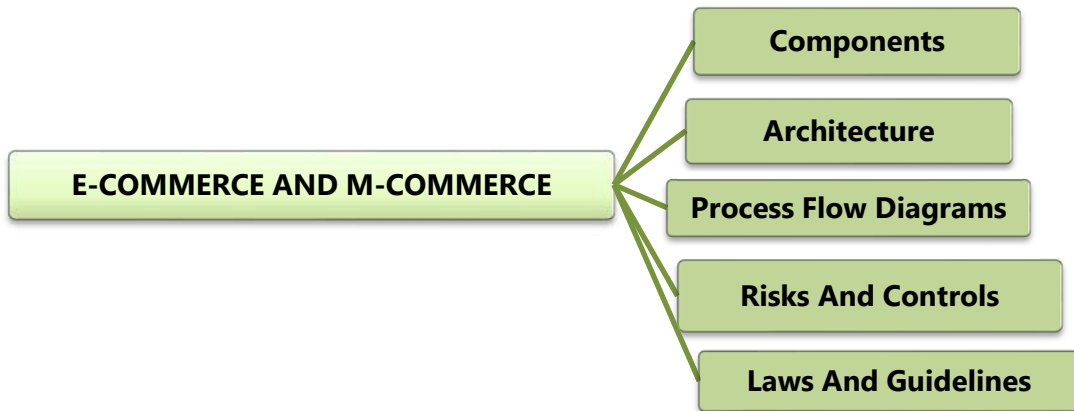 Components
Architecture
E-COMMERCE AND M-COMMERCE
Process Flow Diagrams
Risks And Controls
Laws And Guidelines